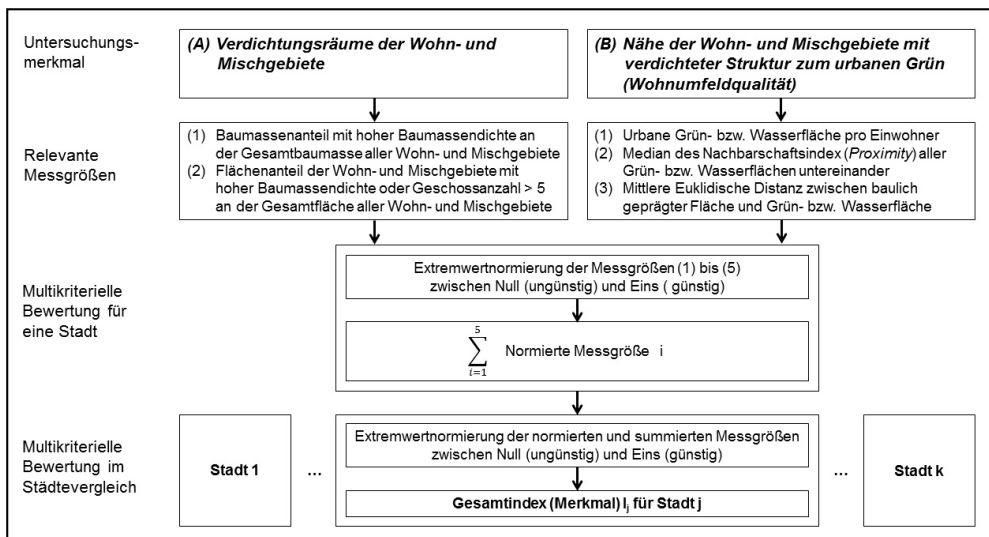 Untersuchungs-
merkmal
(A) Verdichtungsräume der Wohn- und
Mischgebiete
(B) Nähe der Wohn- und Mischgebiete mit
verdichteter Struktur zum urbanen Grün
(Wohnumfeldqualität)
Relevante
Messgrößen
(1) Baumassenanteil mit hoher Baumassendichte an
der Gesamtbaumasse aller Wohn- und Mischgebiete
(2) Flächenanteil der Wohn- und Mischgebiete mit
hoher Baumassendichte oder Geschossanzahl > 5
an der Gesamtfläche aller Wohn- und Mischgebiete
(1) Urbane Grün- bzw. Wasserfläche pro Einwohner
(2) Median des Nachbarschaftsindex (Proximity) aller
Grün- bzw. Wasserflächen untereinander
(3) Mittlere Euklidische Distanz zwischen baulich
geprägter Fläche und Grün- bzw. Wasserfläche
Multikriterielle
Bewertung für
eine Stadt
Extremwertnormierung der Messgrößen (1) bis (5)
zwischen Null (ungünstig) und Eins ( günstig)
5
∑ Normierte Messgröße i
i=1
Multikriterielle
Bewertung im
Städtevergleich
Stadt 1
...
Extremwertnormierung der normierten und summierten Messgrößen
zwischen Null (ungünstig) und Eins (günstig)
Gesamtindex (Merkmal) Ij für Stadt j
...
Stadt k